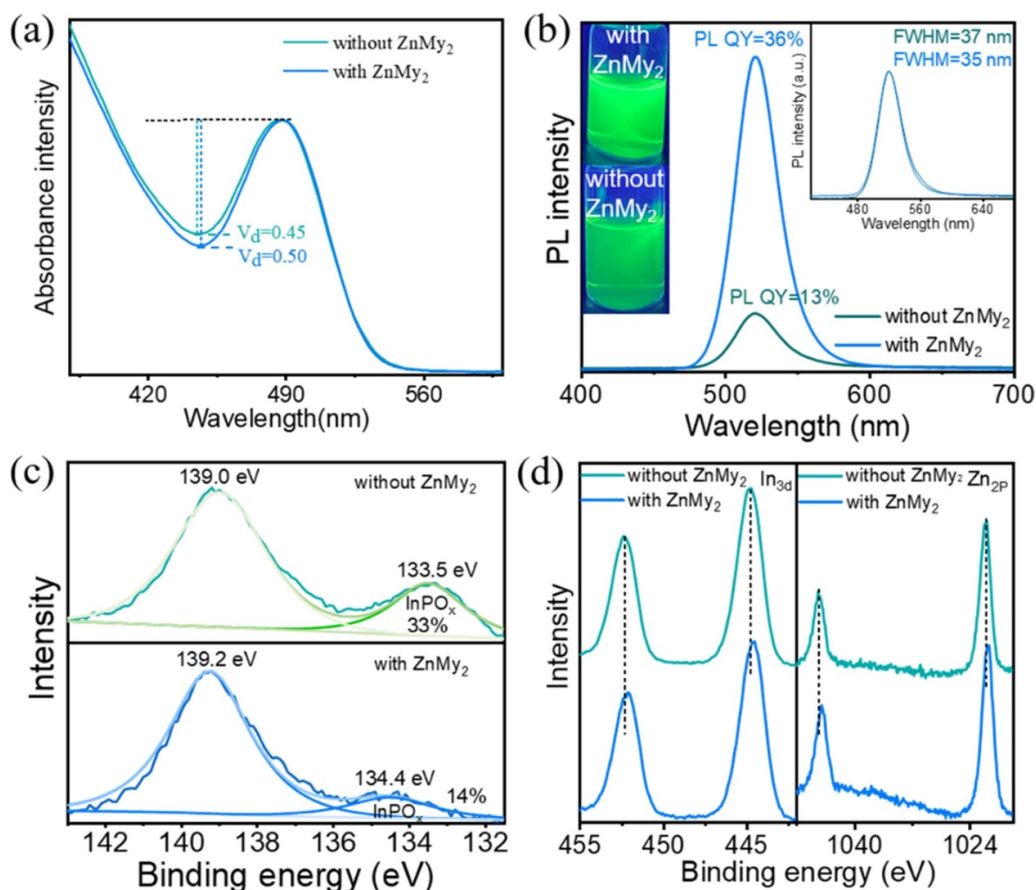 (a)
without ZnMy₂
with ZnMy₂
V_d=0.45
V_d=0.50
Absorbance intensity
420
490
560
Wavelength(nm)
(b)
with
ZnMy₂
without
ZnMy₂
PL QY=36%
PL QY=13%
FWHM=37 nm
FWHM=35 nm
PL intensity (a.u.)
480
560
640
Wavelength (nm)
without ZnMy₂
with ZnMy₂
PL intensity
400
500
600
700
Wavelength (nm)
(c)
139.0 eV
without ZnMy₂
133.5 eV
InPOₓ
33%
139.2 eV
with ZnMy₂
134.4 eV
14%
InPOₓ
Intensity
142
140
138
136
134
132
Binding energy (eV)
(d)
without ZnMy₂
with ZnMy₂
In₃d
without ZnMy₂
with ZnMy₂
Zn₂P
Intensity
455
450
445
1040
1024
Binding energy (eV)